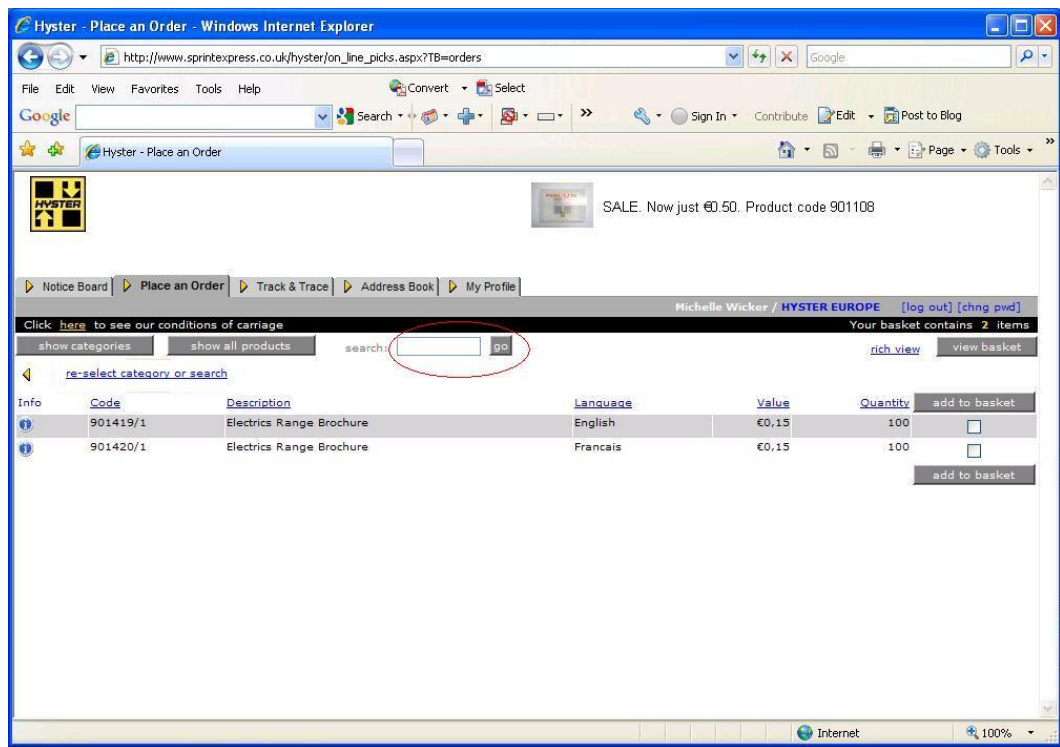 Hyster - Place an Order - Windows Internet Explorer
http://www.sprintexpress.co.uk/hyster/on_line_picks.aspx?TB=orders
Google
File Edit View Favorites Tools Help Convert Select
Google Search » Sign In Contribute Edit Post to Blog
Hyster - Place an Order Page Tools »
HYSTER
SALE. Now just €0.50. Product code 901108
Notice Board Place an Order Track & Trace Address Book My Profile
Michelle Wicker / HYSTER EUROPE [log out] [chng pwd]
Click here to see our conditions of carriage Your basket contains 2 items
show categories show all products search: go rich view view basket
re-select category or search
Info Code Description Language Value Quantity add to basket
901419/1 Electrics Range Brochure English €0,15 100
901420/1 Electrics Range Brochure Francais €0,15 100
add to basket
Internet 100%